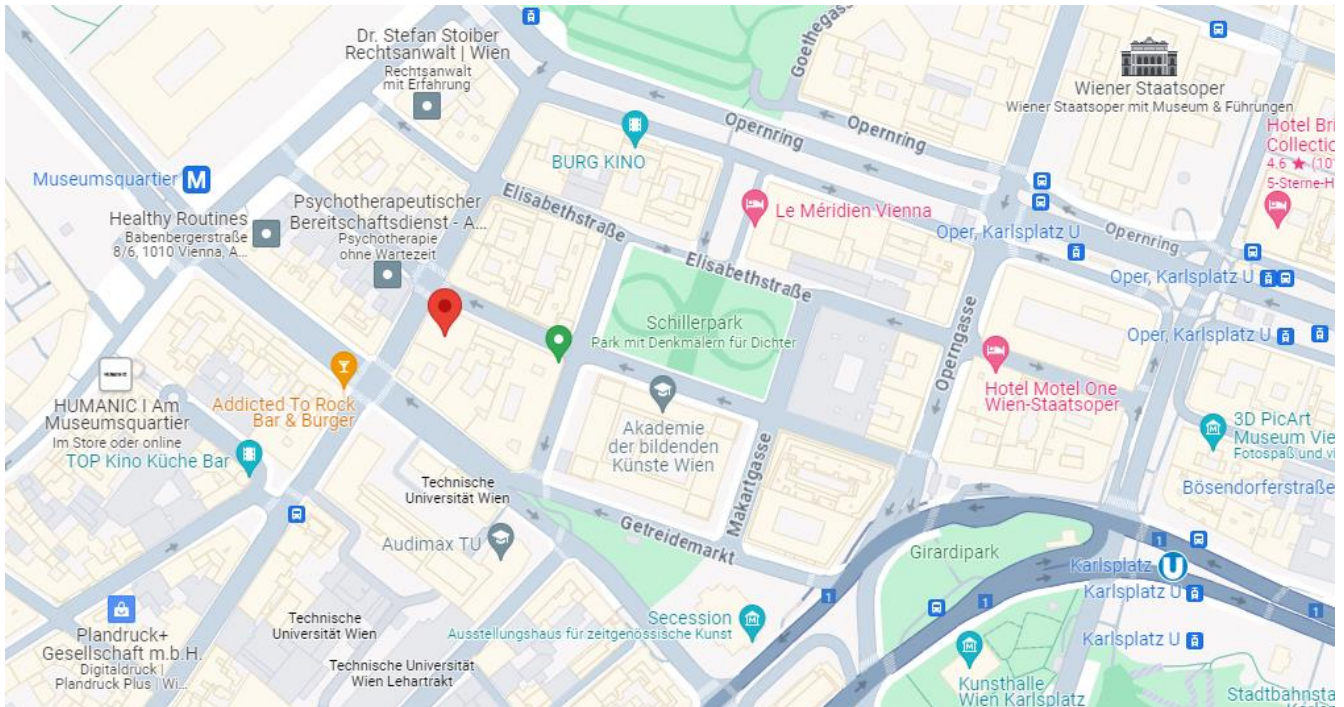 Dr. Stefan Stoiber
Rechtsanwalt | Wien
Rechtsanwalt
mit Erfahrung
Goethegasse
Wiener Staatsoper
Wiener Staatsoper mit Museum & Führungen
Opernring
Opernring
BURG KINO
Hotel Bri
Collectio
4.6 ★ (10
5-Sterne-H
Museumsquartier M
Elisabethstraße
Psychotherapeutischer
Bereitschaftsdienst - A...
Psychotherapie
ohne Wartezeit
Healthy Routines
Babenbergerstraße
8/6, 1010 Vienna, A...
Le Méridien Vienna
Oper, Karlsplatz U
Opernring
Elisabethstraße
Oper, Karlsplatz U
Schillerpark
Park mit Denkmälern für Dichter
Operngasse
Oper, Karlsplatz U
Hotel Motel One
Wien-Staatsoper
HUMANIC
HUMANIC I Am
Museumsquartier
Im Store oder online
Addicted To Rock
Bar & Burger
TOP Kino Küche Bar
Akademie
der bildenden
Künste Wien
3D PicArt
Museum Vie
Fotospaß und vi
Technische
Universität Wien
Makartgasse
Bösendorferstraße
Getreidemarkt
Audimax TU
Girardipark
1
Karlsplatz U
Karlsplatz U
1
1
1
Plandruck+
Gesellschaft m.b.H.
Digitaldruck |
Plandruck Plus | Wi...
Technische
Universität Wien
Secession
Ausstellungshaus für zeitgenössische Kunst
Karlsplatz U
Technische Universität
Wien Lehartrakt
Kunsthalle
Wien Karlsplatz
Stadtbahnsta